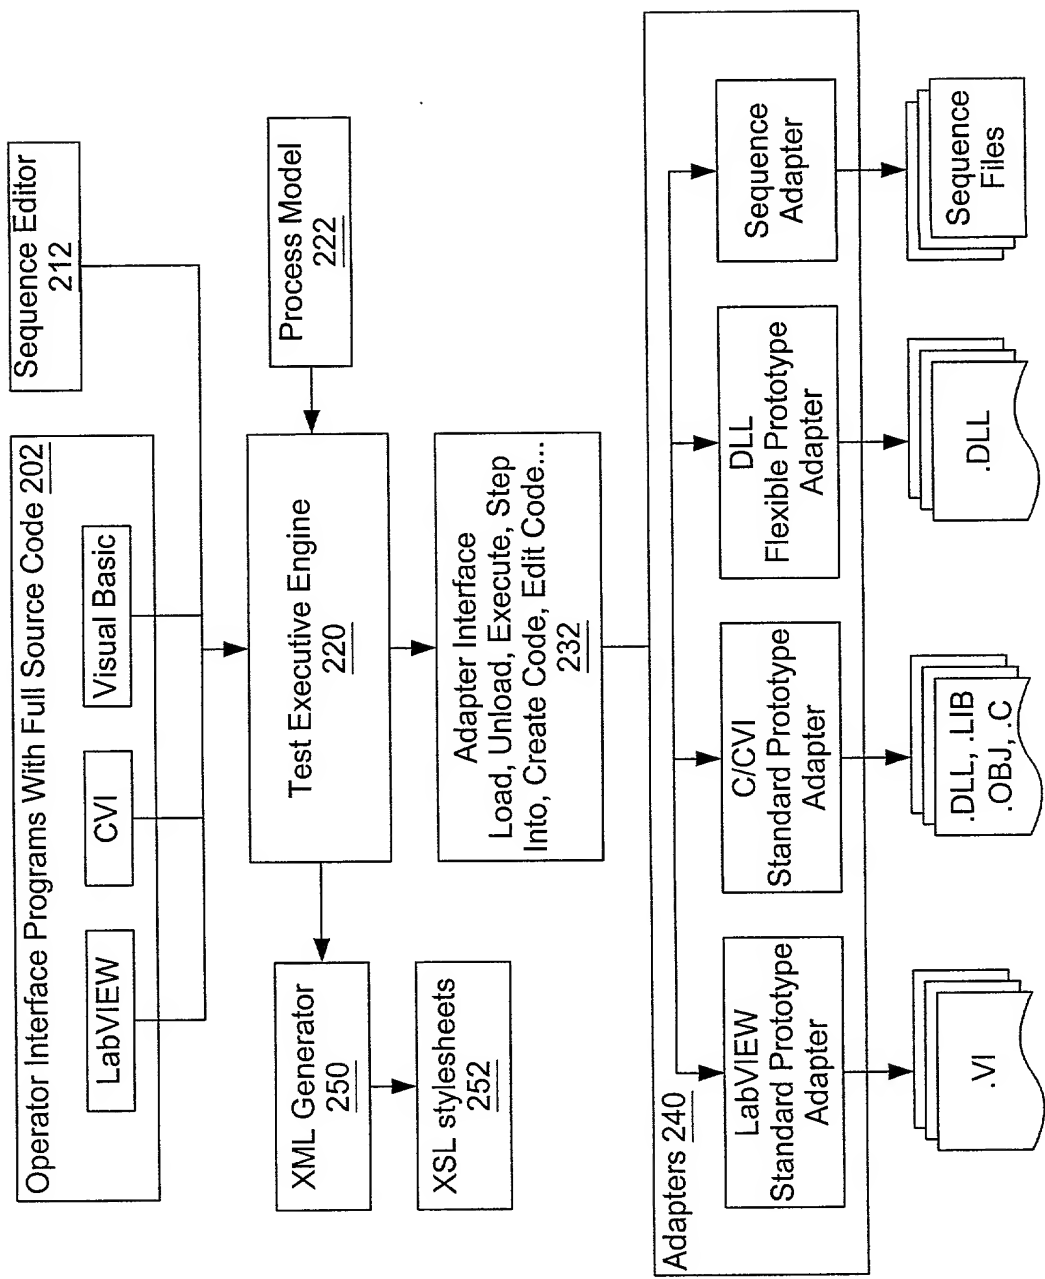 Operator Interface Programs With Full Source Code 202
LabVIEW
CVI
Visual Basic
Sequence Editor
212
Test Executive Engine
220
Process Model
222
XML Generator
250
XSL stylesheets
252
Adapter Interface
Load, Unload, Execute, Step
Into, Create Code, Edit Code...
232
Adapters 240
LabVIEW
Standard Prototype
Adapter
C/CVI
Standard Prototype
Adapter
DLL
Flexible Prototype
Adapter
Sequence
Adapter
.VI
.DLL, .LIB
.OBJ, .C
.DLL
Sequence
Files